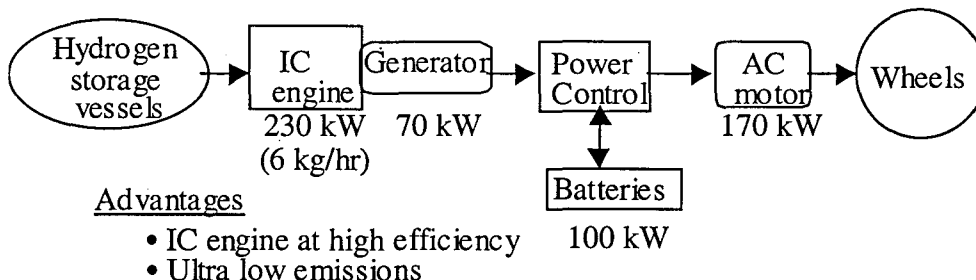 Hydrogen
storage
vessels
IC
engine
Generator
Power
Control
AC
motor
Wheels
230 kW
(6 kg/hr)
70 kW
170 kW
Batteries
100 kW
Advantages
• IC engine at high efficiency
• Ultra low emissions